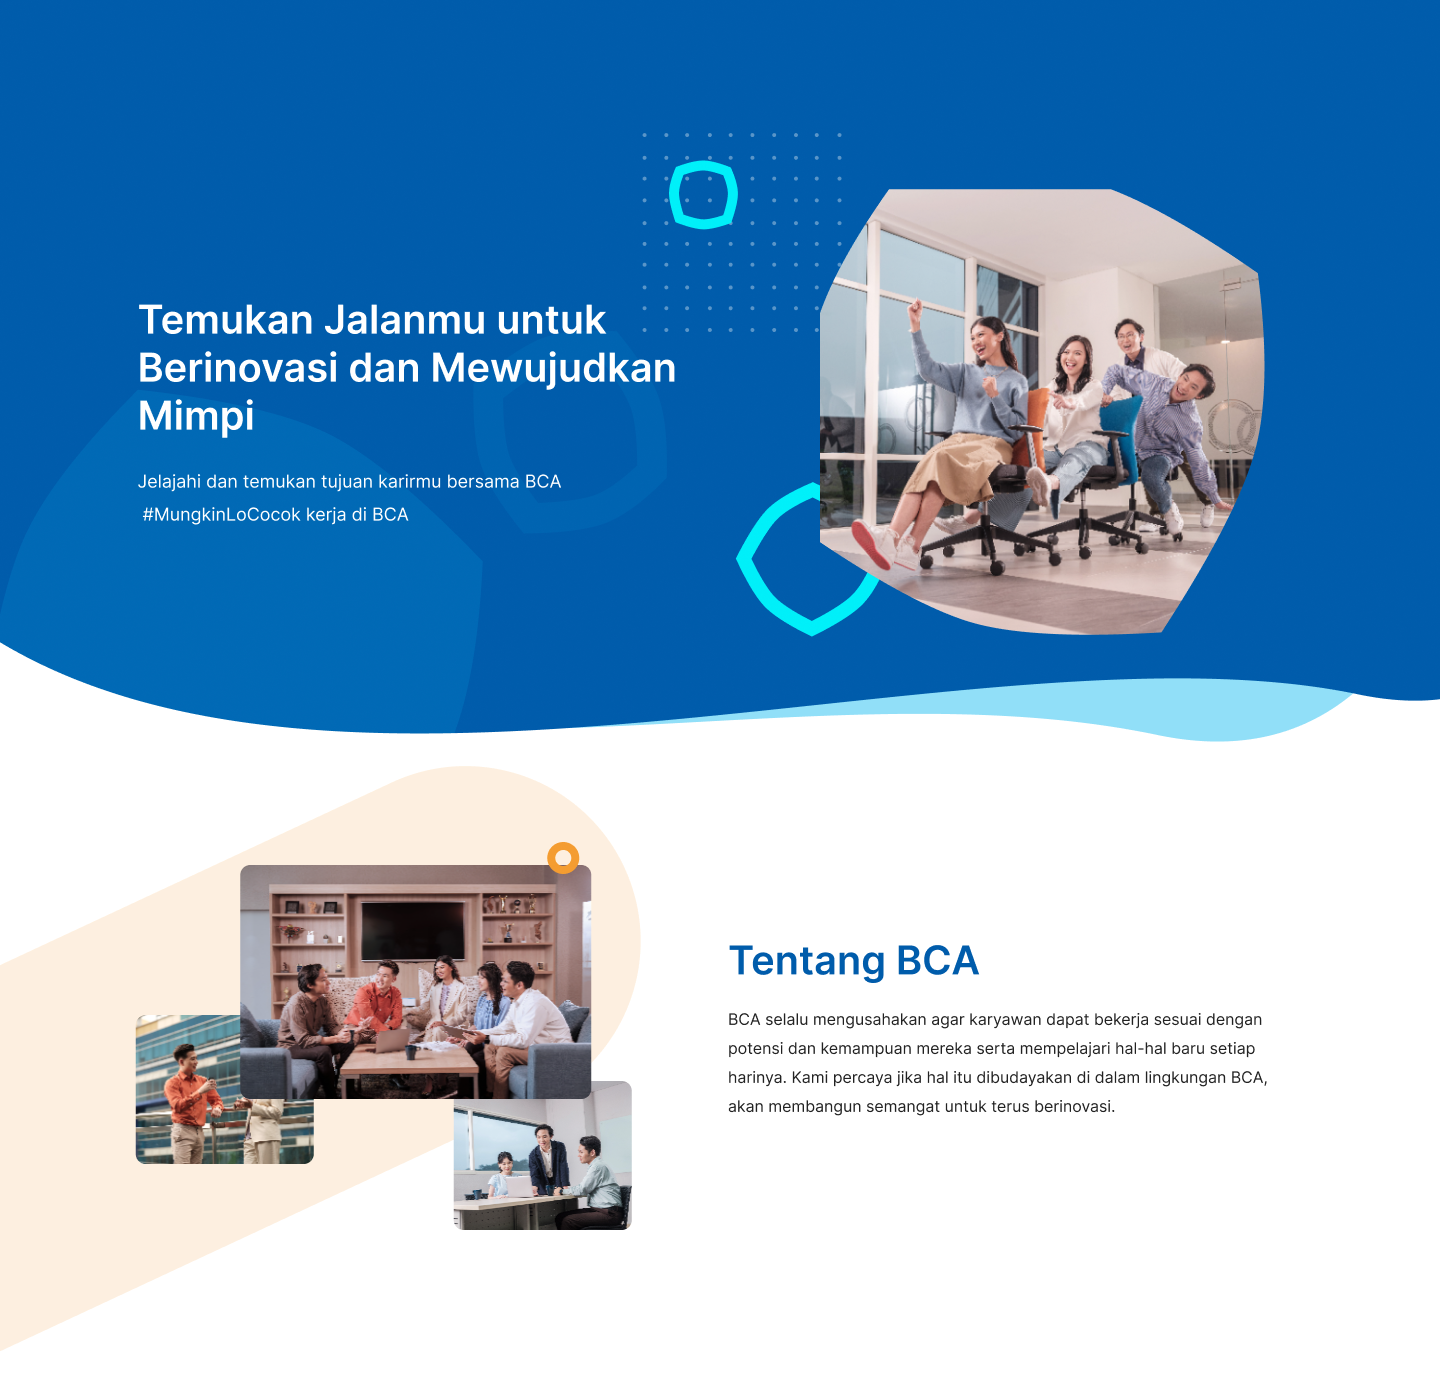 Temukan Jalanmu untuk
Berinovasi dan Mewujudkan
Mimpi
Jelajahi dan temukan tujuan karirmu bersama BCA
#MungkinLoCocok kerja di BCA
Tentang BCA
BCA selalu mengusahakan agar karyawan dapat bekerja sesuai dengan
potensi dan kemampuan mereka serta mempelajari hal-hal baru setiap
harinya. Kami percaya jika hal itu dibudayakan di dalam lingkungan BCA,
akan membangun semangat untuk terus berinovasi.